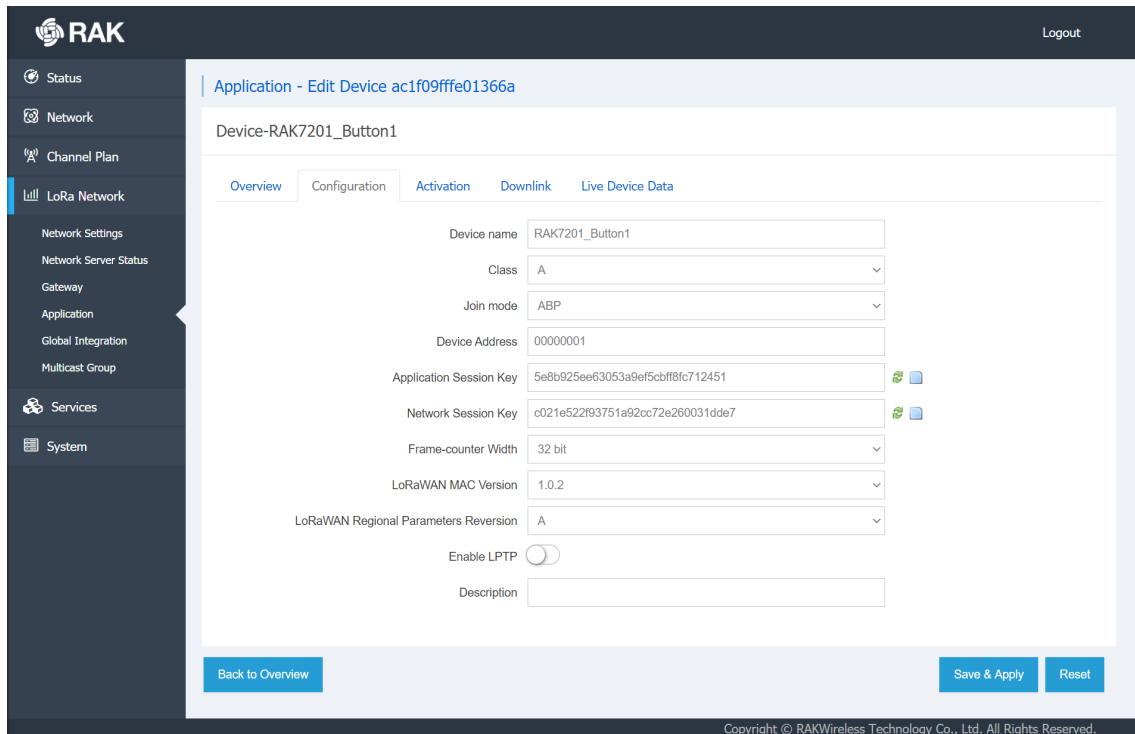 RAK
Logout
Status
Network
Channel Plan
LoRa Network
Network Settings
Network Server Status
Gateway
Application
Global Integration
Multicast Group
Services
System
Application - Edit Device ac1f09fffe01366a
Device-RAK7201_Button1
Overview Configuration Activation Downlink Live Device Data
Device name RAK7201_Button1
Class A
Join mode ABP
Device Address 00000001
Application Session Key 5e8b925ee63053a9ef5cbff8fc712451
Network Session Key c021e522f93751a92cc72e260031dde7
Frame-counter Width 32 bit
LoRaWAN MAC Version 1.0.2
LoRaWAN Regional Parameters Reversion A
Enable LPTP
Description
Back to Overview Save & Apply Reset
Copyright © RAKWireless Technology Co., Ltd. All Rights Reserved.